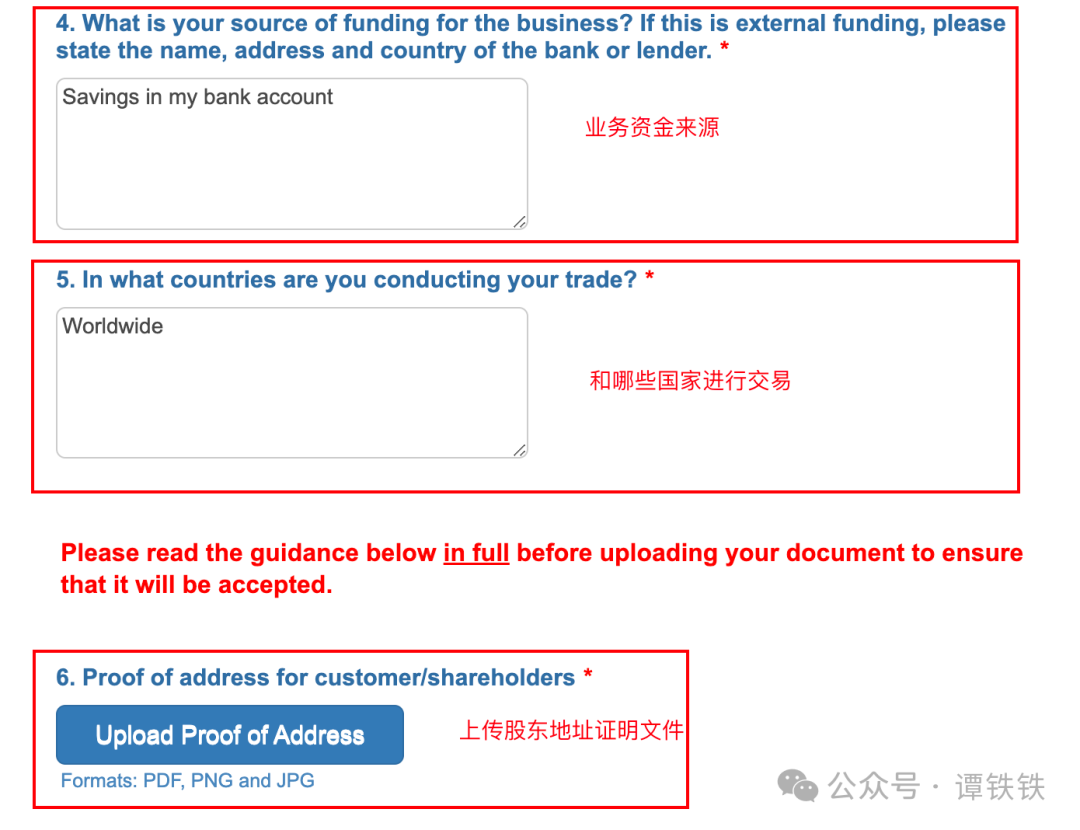 4. What is your source of funding for the business? If this is external funding, please
state the name, address and country of the bank or lender. *
Savings in my bank account
业务资金来源
5. In what countries are you conducting your trade? *
Worldwide
和哪些国家进行交易
Please read the guidance below in full before uploading your document to ensure
that it will be accepted.
6. Proof of address for customer/shareholders *
Upload Proof of Address
上传股东地址证明文件
Formats: PDF, PNG and JPG
公众号 · 谭铁铁